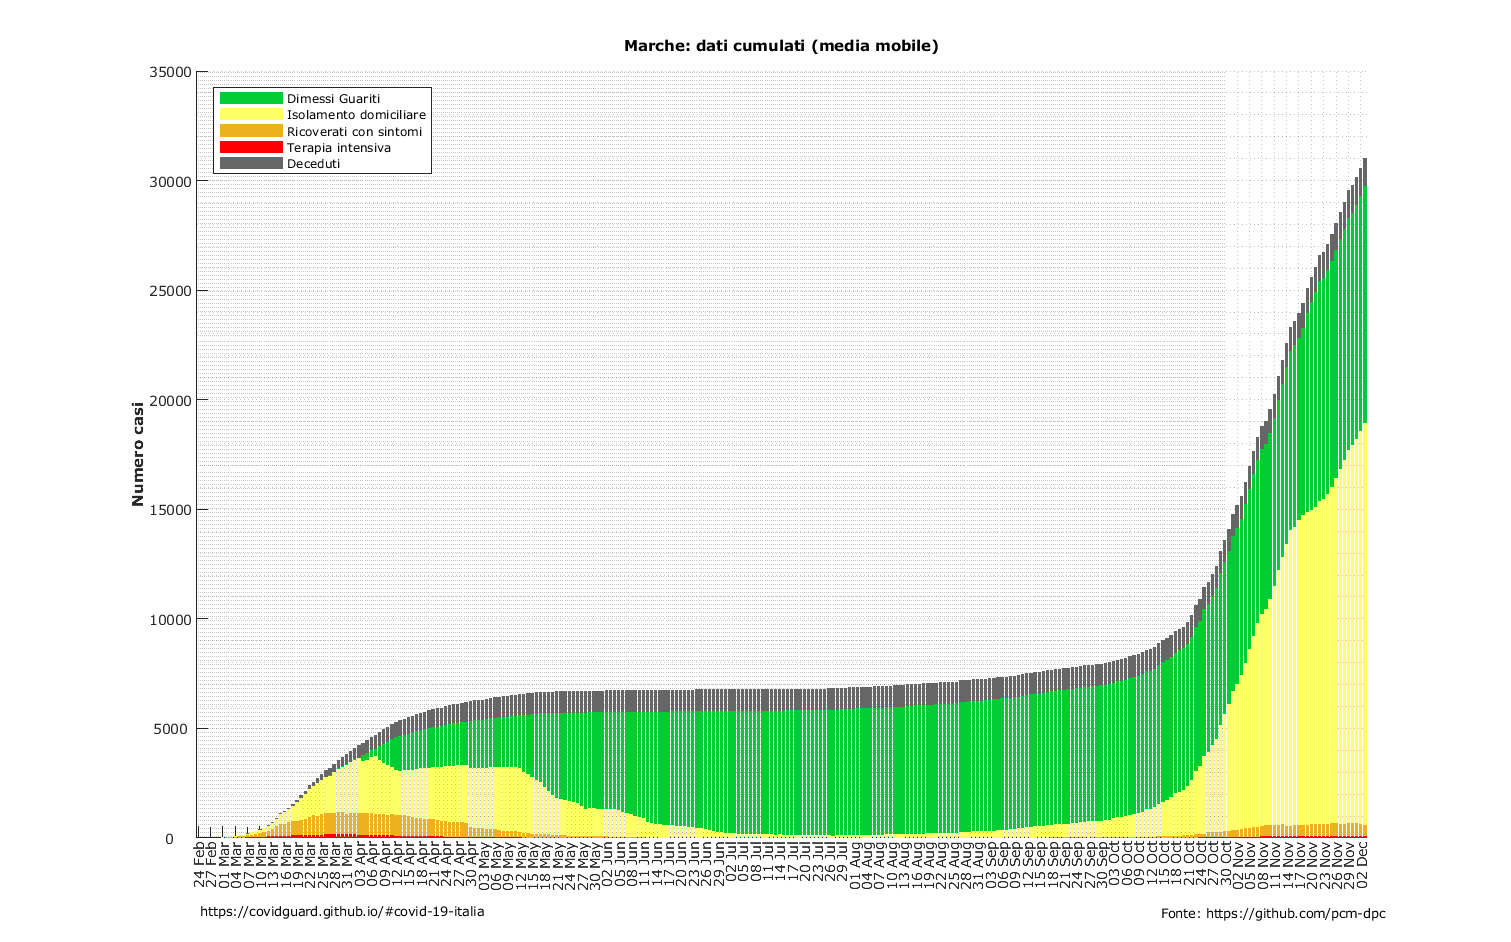 Marche: dati cumulati (media mobile)
35000
30000
25000
20000
15000
10000
5000
0
Numero casi
Dimessi Guariti
Isolamento domiciliare
Ricoverati con sintomi
Terapia intensiva
Deceduti
24 Feb
27 Feb
01 Mar
04 Mar
07 Mar
10 Mar
13 Mar
16 Mar
19 Mar
22 Mar
25 Mar
28 Mar
31 Mar
03 Apr
06 Apr
09 Apr
12 Apr
15 Apr
18 Apr
21 Apr
24 Apr
27 Apr
30 Apr
03 May
06 May
09 May
12 May
15 May
18 May
21 May
24 May
27 May
30 May
02 Jun
05 Jun
08 Jun
11 Jun
14 Jun
17 Jun
20 Jun
23 Jun
26 Jun
29 Jun
02 Jul
05 Jul
08 Jul
11 Jul
14 Jul
17 Jul
20 Jul
23 Jul
26 Jul
29 Jul
01 Aug
04 Aug
07 Aug
10 Aug
13 Aug
16 Aug
19 Aug
22 Aug
25 Aug
28 Aug
31 Aug
03 Sep
06 Sep
09 Sep
12 Sep
15 Sep
18 Sep
21 Sep
24 Sep
27 Sep
30 Sep
03 Oct
06 Oct
09 Oct
12 Oct
15 Oct
18 Oct
21 Oct
24 Oct
27 Oct
30 Oct
02 Nov
05 Nov
08 Nov
11 Nov
14 Nov
17 Nov
20 Nov
23 Nov
26 Nov
29 Nov
02 Dec
https://covidguard.github.io/#covid-19-italia
Fonte: https://github.com/pcm-dpc